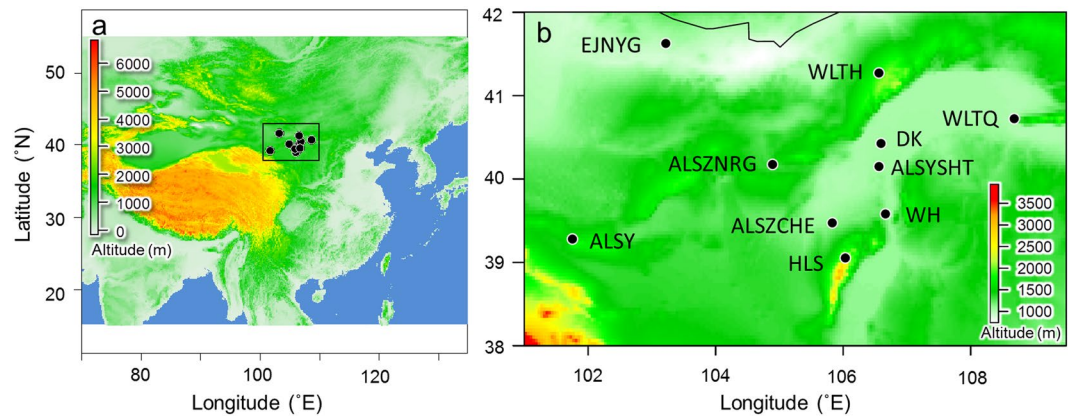 a
50
40
30
20
Latitude (˚N)
6000
5000
4000
3000
2000
1000
0
Altitude (m)
80
100
120
Longitude (˚E)
b
42
41
40
39
38
EJNYG
WLTH
WLTQ
DK
ALSZNRG
ALSYSHT
WH
ALSZCHE
ALSY
HLS
3500
3000
2500
2000
1500
1000
Altitude (m)
102
104
106
108
Longitude (˚E)